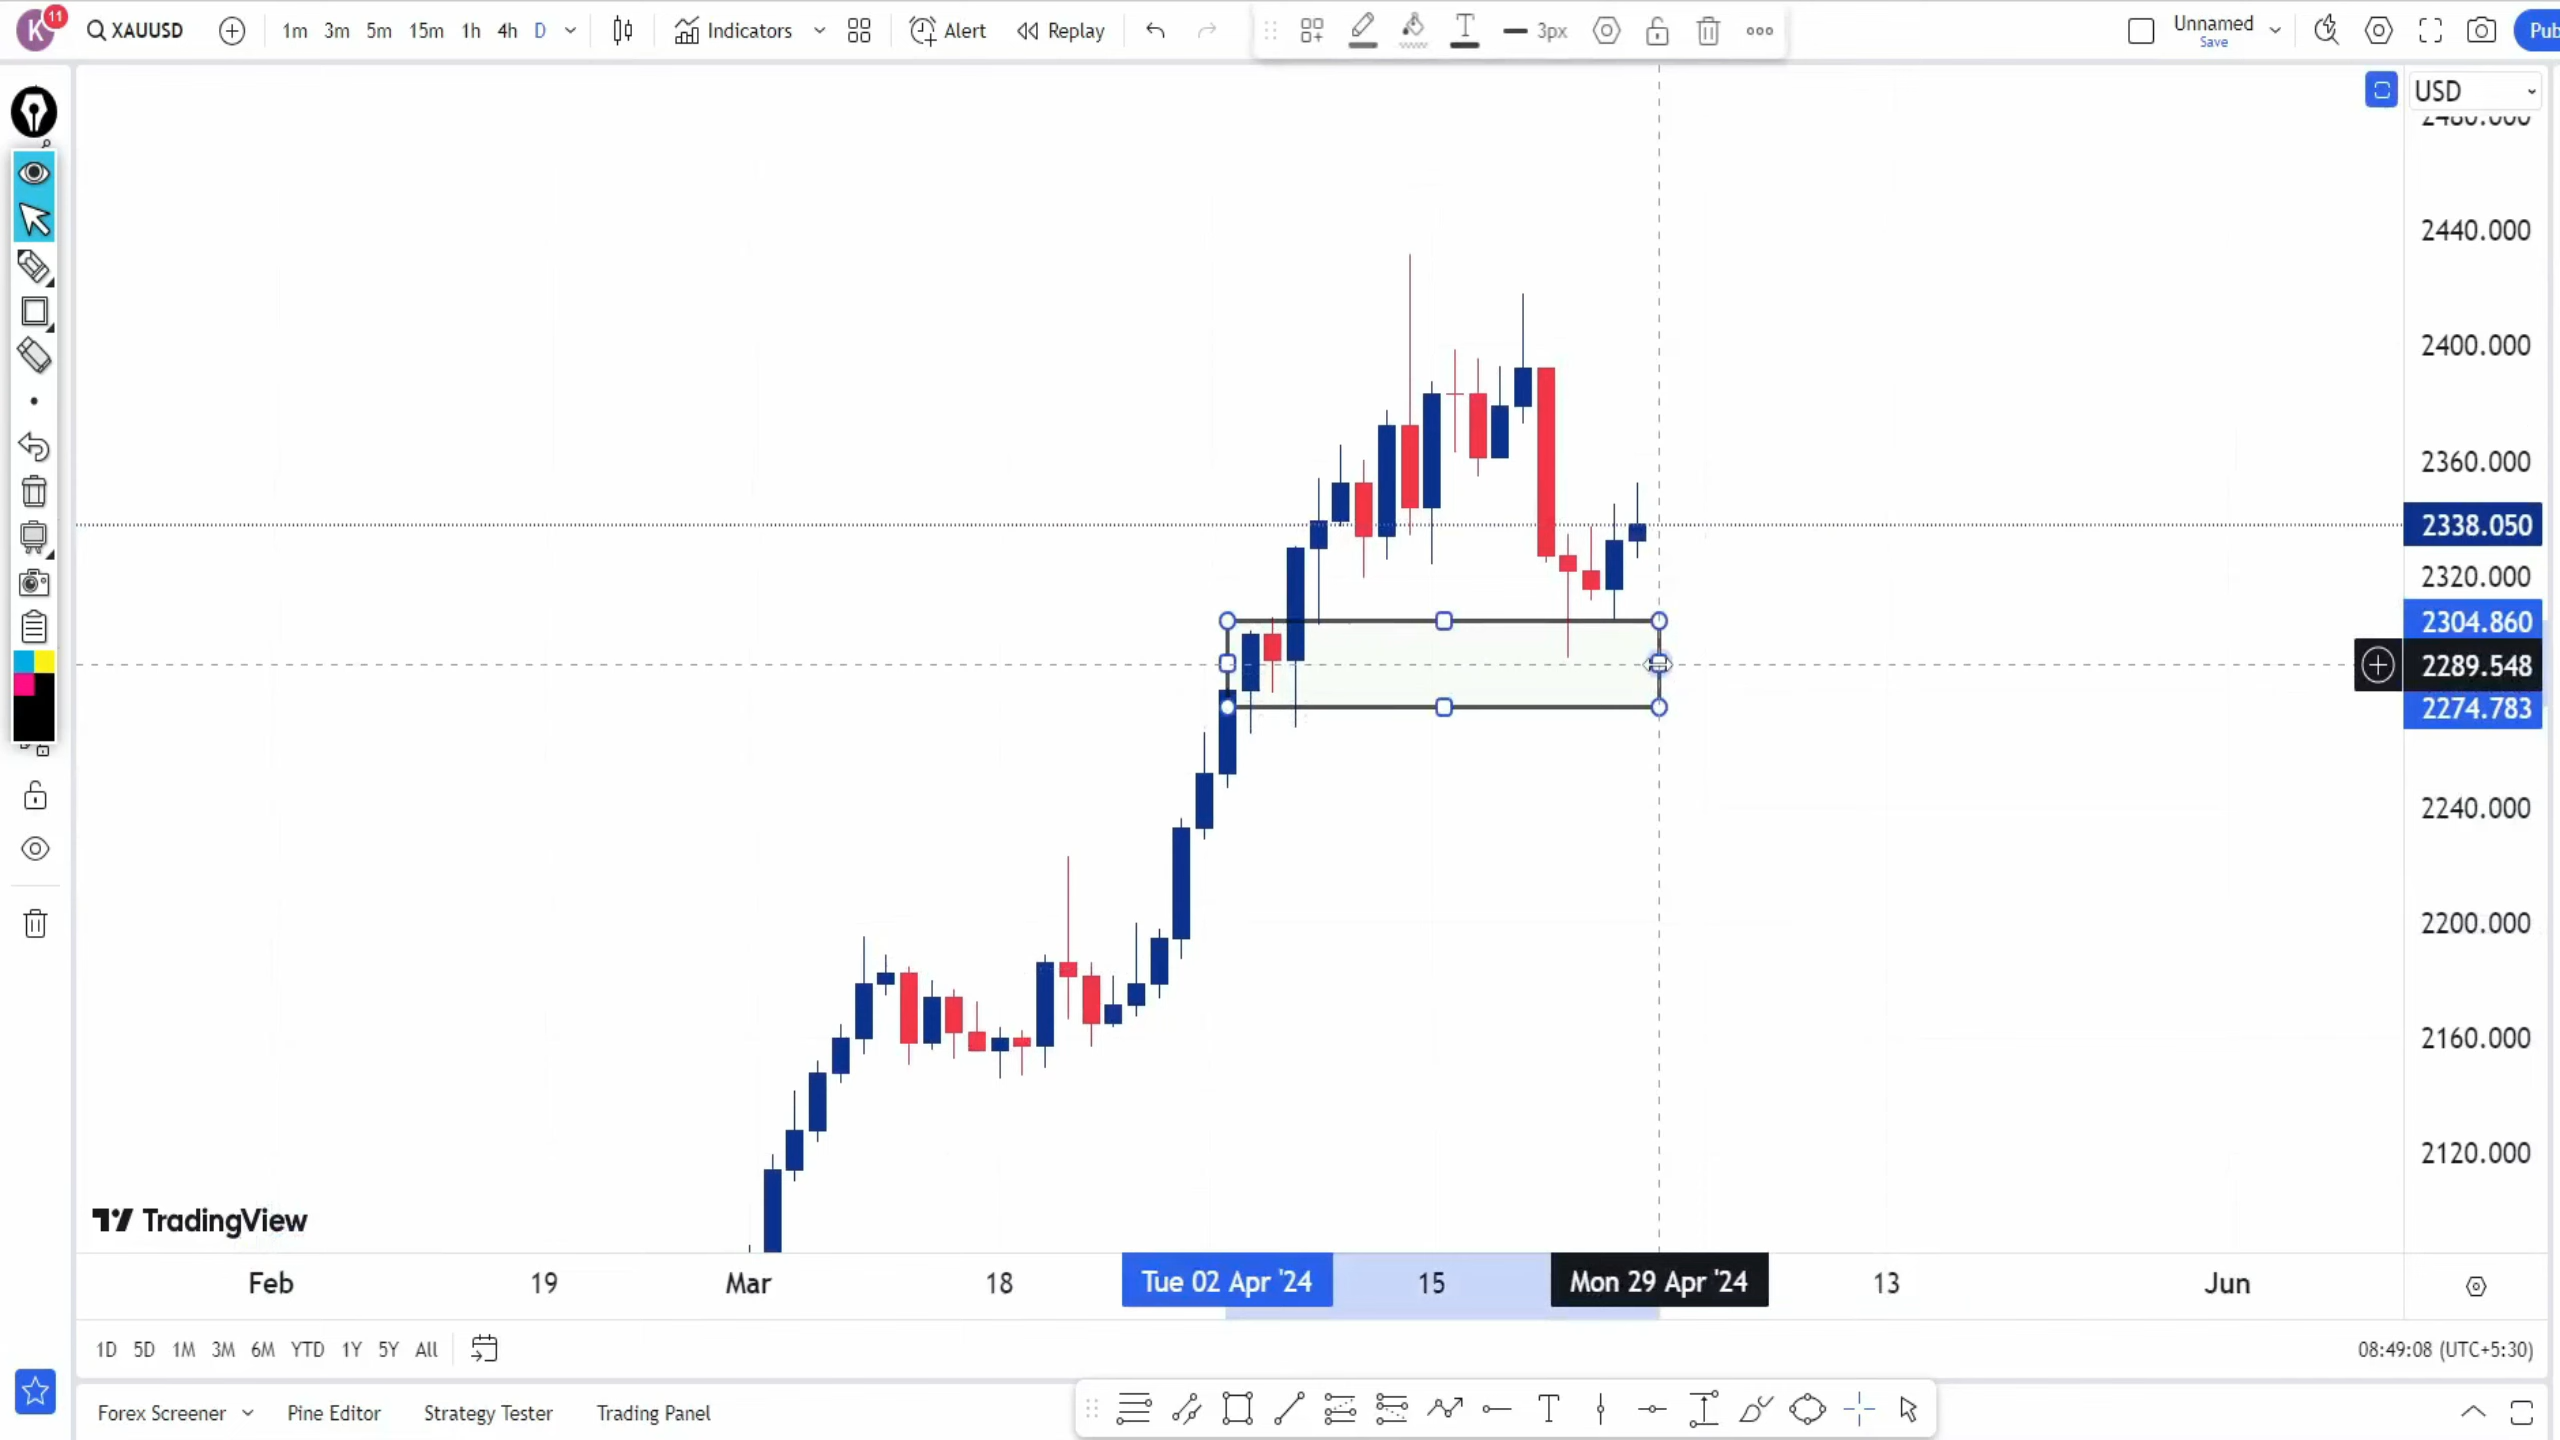 K
11
XAUUSD
1m 3m 5m 15m 1h 4h D
Indicators
Alert
Replay
3px
Unnamed
Save
Pub
USD
2480.000
2440.000
2400.000
2360.000
2338.050
2320.000
2304.860
2289.548
2274.783
2240.000
2200.000
2160.000
2120.000
TradingView
Feb 19 Mar 18 Tue 02 Apr '24 15 Mon 29 Apr '24 13 Jun
1D 5D 1M 3M 6M YTD 1Y 5Y All
08:49:08 (UTC+5:30)
Forex Screener Pine Editor Strategy Tester Trading Panel